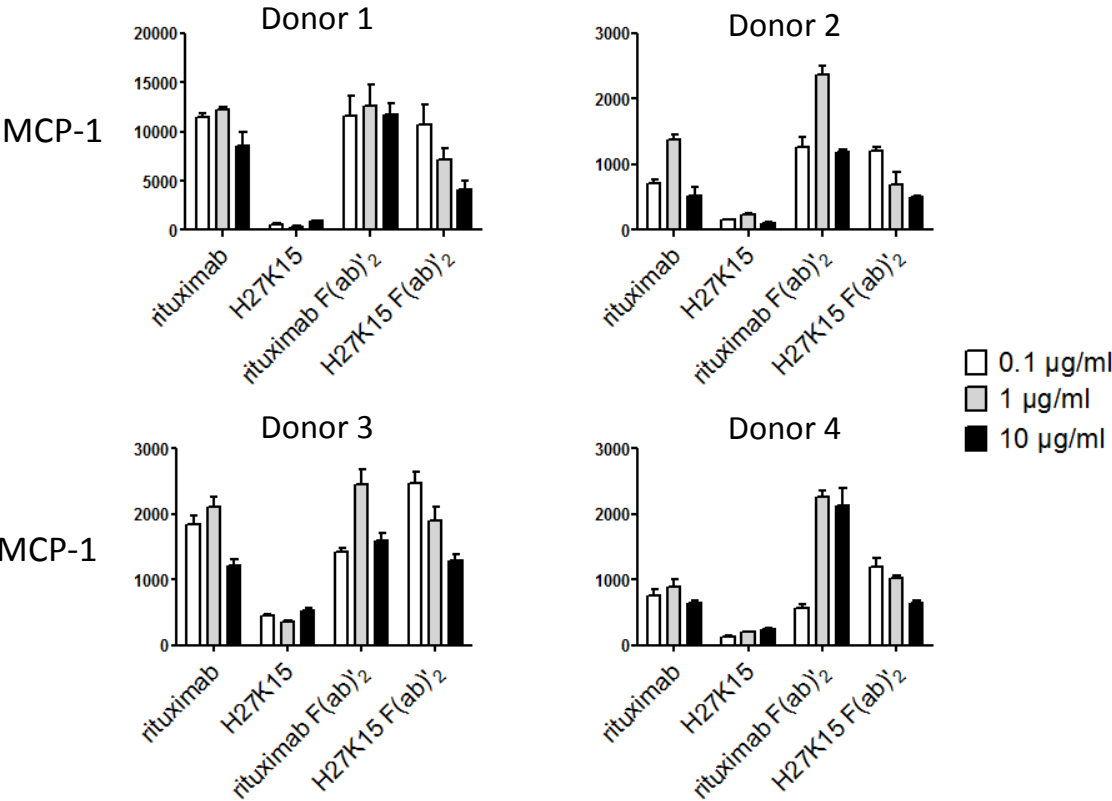 Donor 1
MCP-1
20000
15000
10000
5000
0
rituximab
H27K15
rituximab F(ab)'2
H27K15 F(ab)'2
Donor 2
3000
2000
1000
0
rituximab
H27K15
rituximab F(ab)'2
H27K15 F(ab)'2
0.1 µg/ml
1 µg/ml
10 µg/ml
Donor 3
MCP-1
3000
2000
1000
0
rituximab
H27K15
rituximab F(ab)'2
H27K15 F(ab)'2
Donor 4
3000
2000
1000
0
rituximab
H27K15
rituximab F(ab)'2
H27K15 F(ab)'2